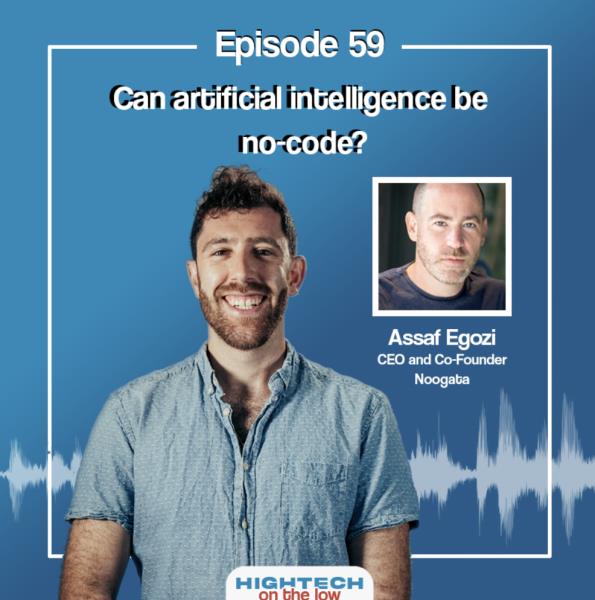 Episode 59
Can artificial intelligence be
no-code?
Assaf Egozi
CEO and Co-Founder
Noogata
HIGHTECH
on the low